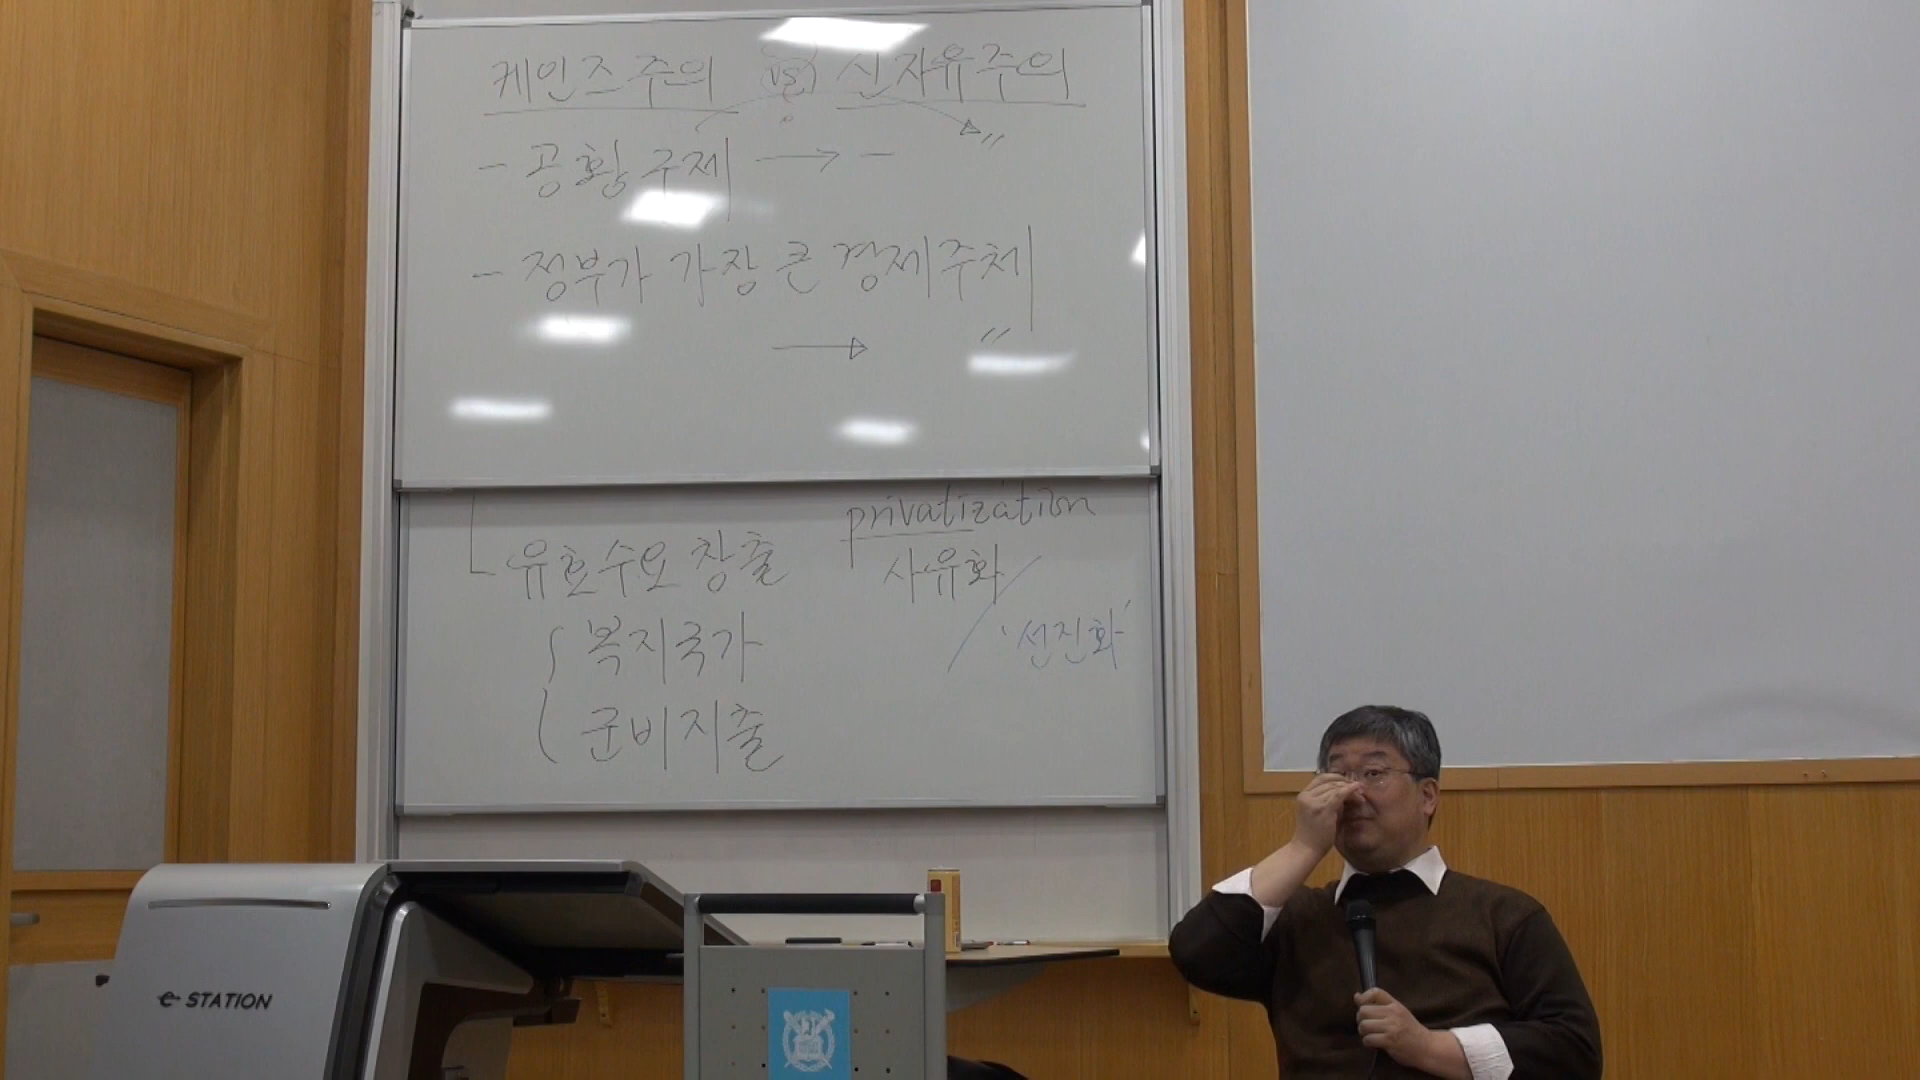 케인즈주의 vs 신자유주의
- 공황 구제 → - 〃
- 정부가 가장 큰 경제주체
→ 〃
privatization
유효수요 창출 사유화
복지국가 '선진화'
군비지출
e-STATION